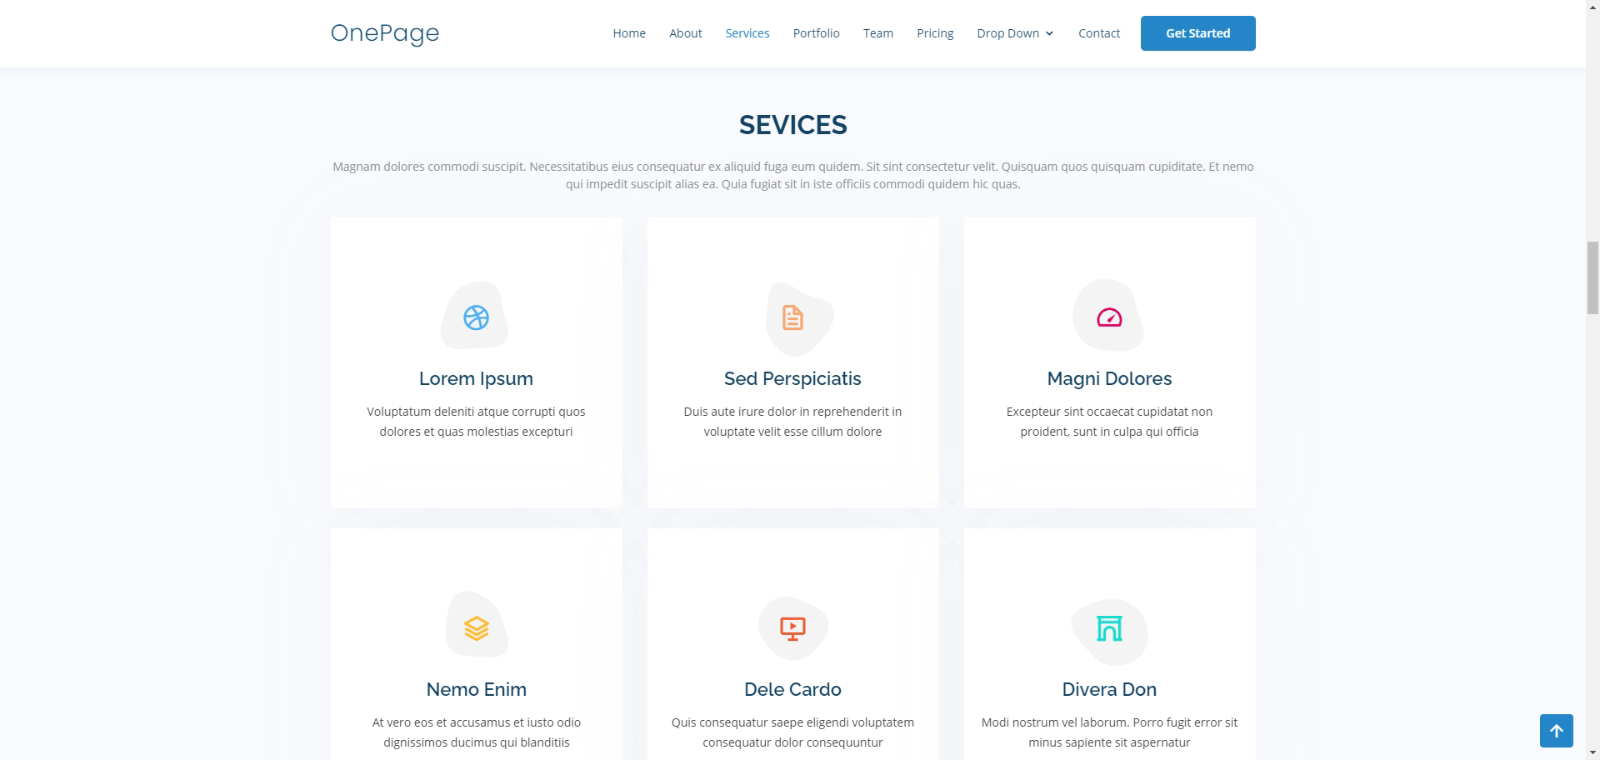 OnePage
Home About Services Portfolio Team Pricing Drop Down Contact Get Started
SEVICES
Magnam dolores commodi suscipit. Necessitatibus eius consequatur ex aliquid fuga eum quidem. Sit sint consectetur velit. Quisquam quos quisquam cupiditate. Et nemo
qui impedit suscipit alias ea. Quia fugiat sit in iste officiis commodi quidem hic quas.
Lorem Ipsum
Voluptatum deleniti atque corrupti quos
dolores et quas molestias excepturi
Sed Perspiciatis
Duis aute irure dolor in reprehenderit in
voluptate velit esse cillum dolore
Magni Dolores
Excepteur sint occaecat cupidatat non
proident, sunt in culpa qui officia
Nemo Enim
At vero eos et accusamus et iusto odio
dignissimos ducimus qui blanditiis
Dele Cardo
Quis consequatur saepe eligendi voluptatem
consequatur dolor consequuntur
Divera Don
Modi nostrum vel laborum. Porro fugit error sit
minus sapiente sit aspernatur